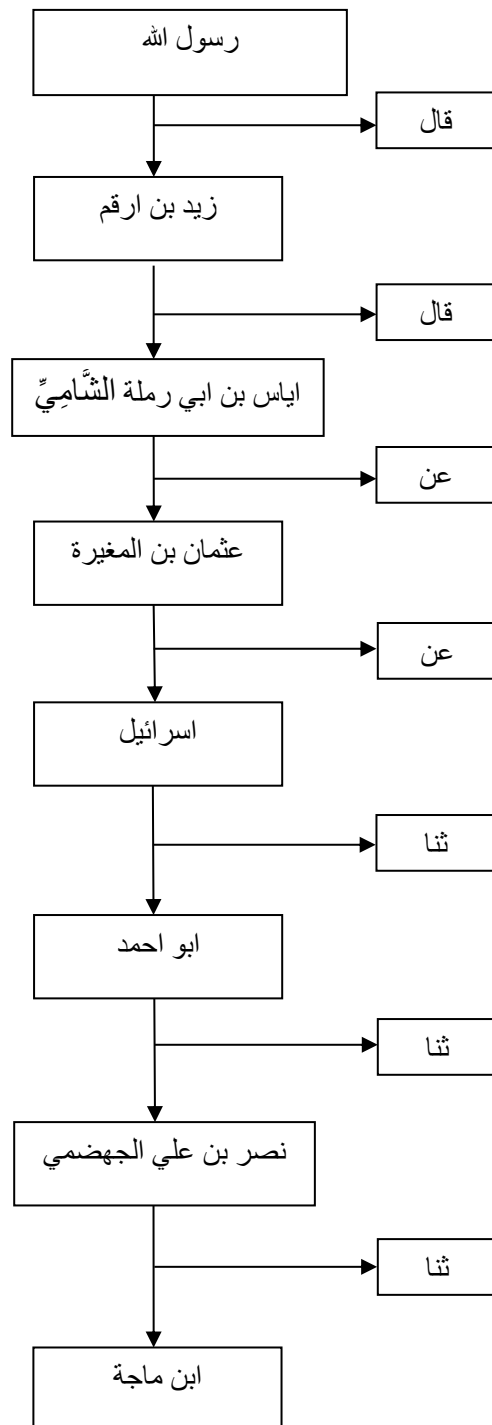 رسول الله
قال
زيد بن ارقم
قال
اياس بن ابي رملة الشَّامِيِّ
عن
عثمان بن المغيرة
عن
اسرائيل
ثنا
ابو احمد
ثنا
نصر بن علي الجهضمي
ثنا
ابن ماجة